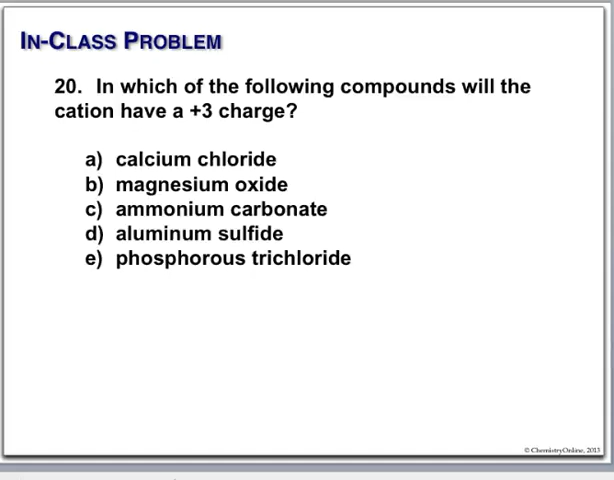 IN-CLASS PROBLEM
20. In which of the following compounds will the
cation have a +3 charge?
a) calcium chloride
b) magnesium oxide
c) ammonium carbonate
d) aluminum sulfide
e) phosphorous trichloride
© ChemistryOnline, 2013